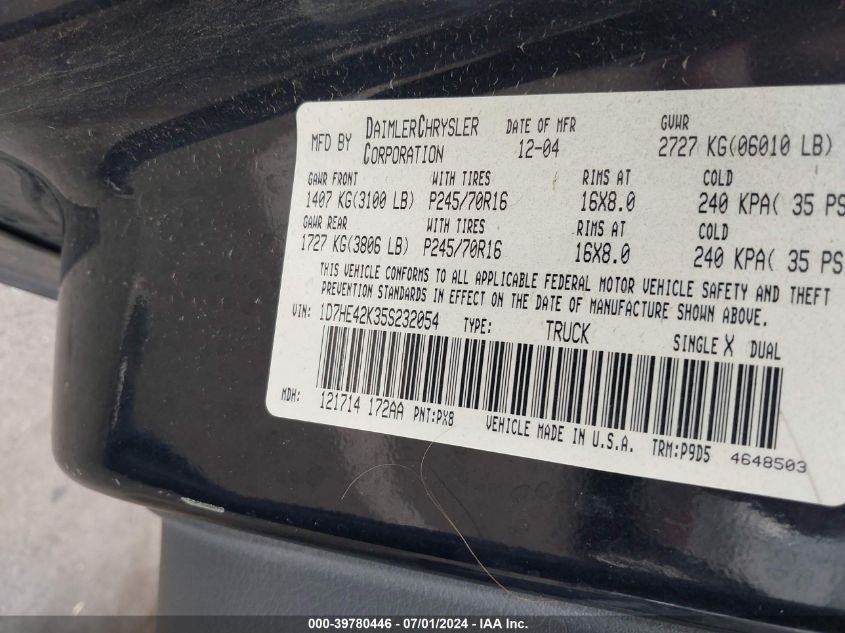 MFD BY DAIMLERCHRYSLER CORPORATION DATE OF MFR 12-04 GVWR 2727 KG(06010 LB)
GAWR FRONT WITH TIRES RIMS AT COLD
1407 KG(3100 LB) P245/70R16 16X8.0 240 KPA( 35 PS
GAWR REAR WITH TIRES RIMS AT COLD
1727 KG(3806 LB) P245/70R16 16X8.0 240 KPA( 35 PS
THIS VEHICLE CONFORMS TO ALL APPLICABLE FEDERAL MOTOR VEHICLE SAFETY AND THEFT
PREVENTION STANDARDS IN EFFECT ON THE DATE OF MANUFACTURE SHOWN ABOVE.
VIN: 1D7HE42K35S232054 TYPE: TRUCK SINGLE X DUAL
MDH: 121714 172AA PNT:PX8 VEHICLE MADE IN U.S.A. TRM:P9D5 4648503
000-39780446 - 07/01/2024 - IAA Inc.